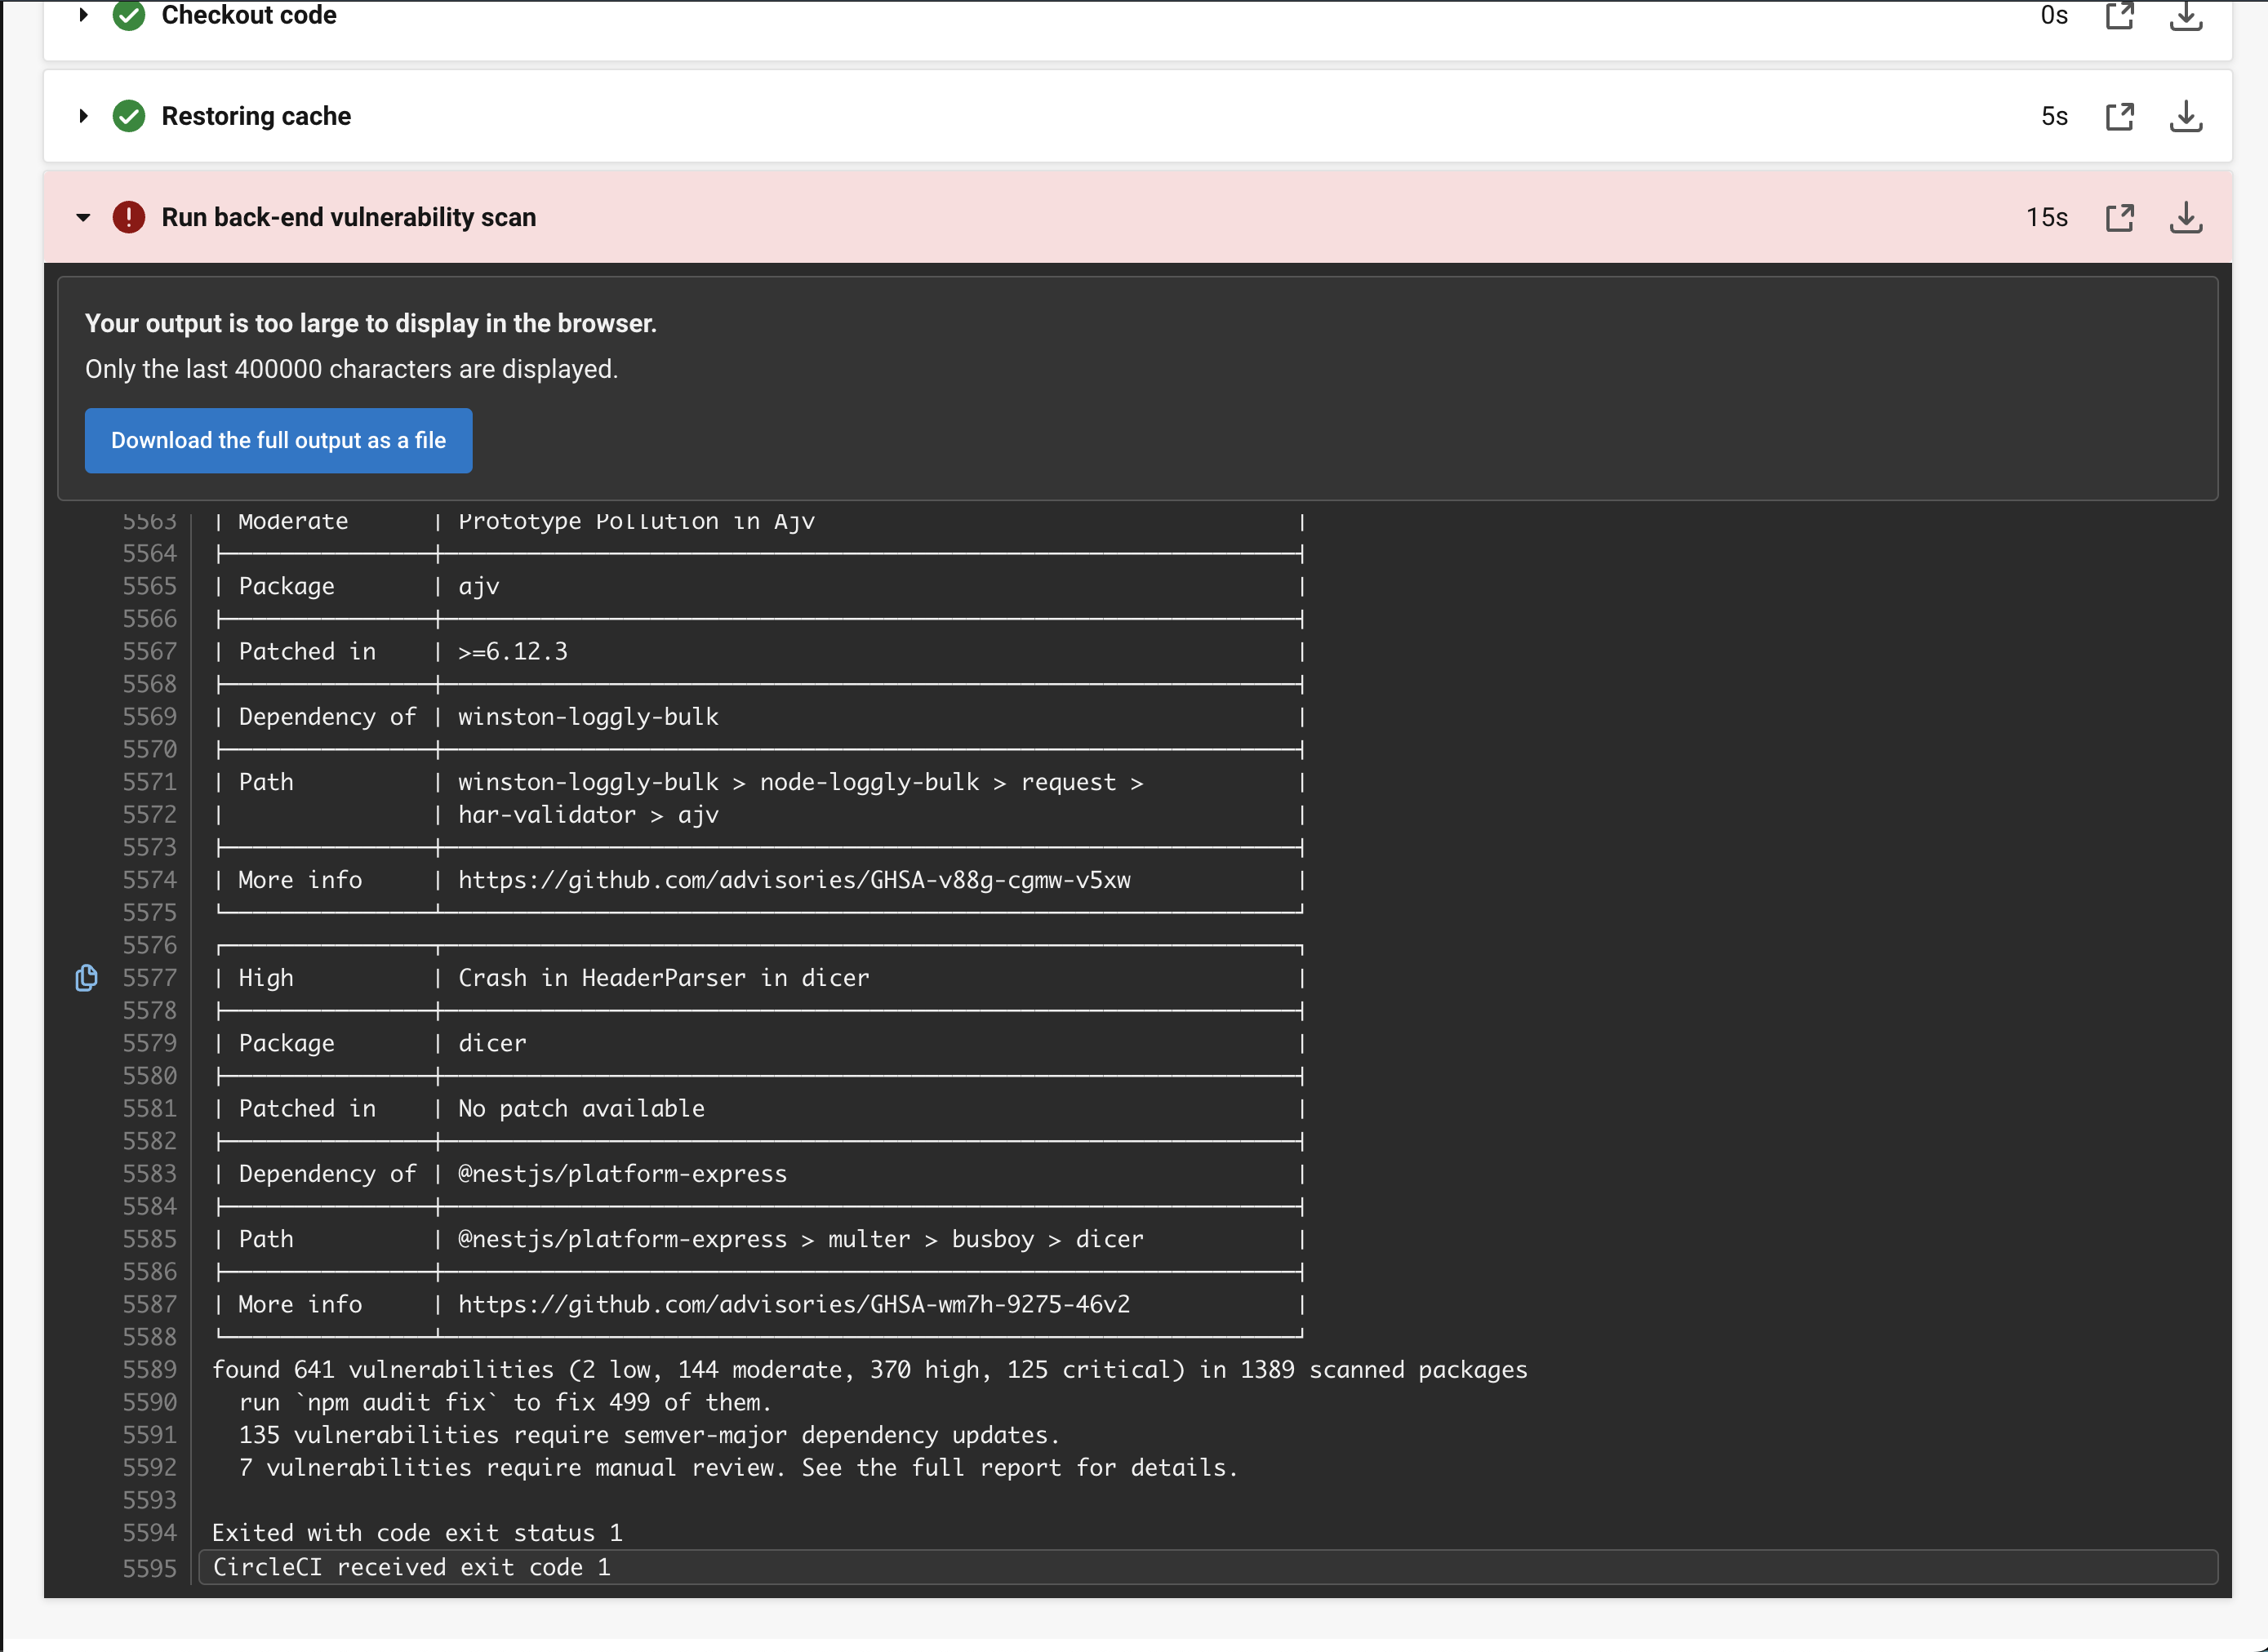 Checkout code 0s
Restoring cache 5s
Run back-end vulnerability scan 15s
Your output is too large to display in the browser.
Only the last 400000 characters are displayed.
Download the full output as a file
5563 | Moderate | Prototype Pollution in Ajv |
5564
5565 | Package | ajv |
5566
5567 | Patched in | >=6.12.3 |
5568
5569 | Dependency of | winston-loggly-bulk |
5570
5571 | Path | winston-loggly-bulk > node-loggly-bulk > request > |
5572 | | har-validator > ajv |
5573
5574 | More info | https://github.com/advisories/GHSA-v88g-cgmw-v5xw |
5575
5576
5577 | High | Crash in HeaderParser in dicer |
5578
5579 | Package | dicer |
5580
5581 | Patched in | No patch available |
5582
5583 | Dependency of | @nestjs/platform-express |
5584
5585 | Path | @nestjs/platform-express > multer > busboy > dicer |
5586
5587 | More info | https://github.com/advisories/GHSA-wm7h-9275-46v2 |
5588
5589 found 641 vulnerabilities (2 low, 144 moderate, 370 high, 125 critical) in 1389 scanned packages
5590 run `npm audit fix` to fix 499 of them.
5591 135 vulnerabilities require semver-major dependency updates.
5592 7 vulnerabilities require manual review. See the full report for details.
5593
5594 Exited with code exit status 1
5595 CircleCI received exit code 1